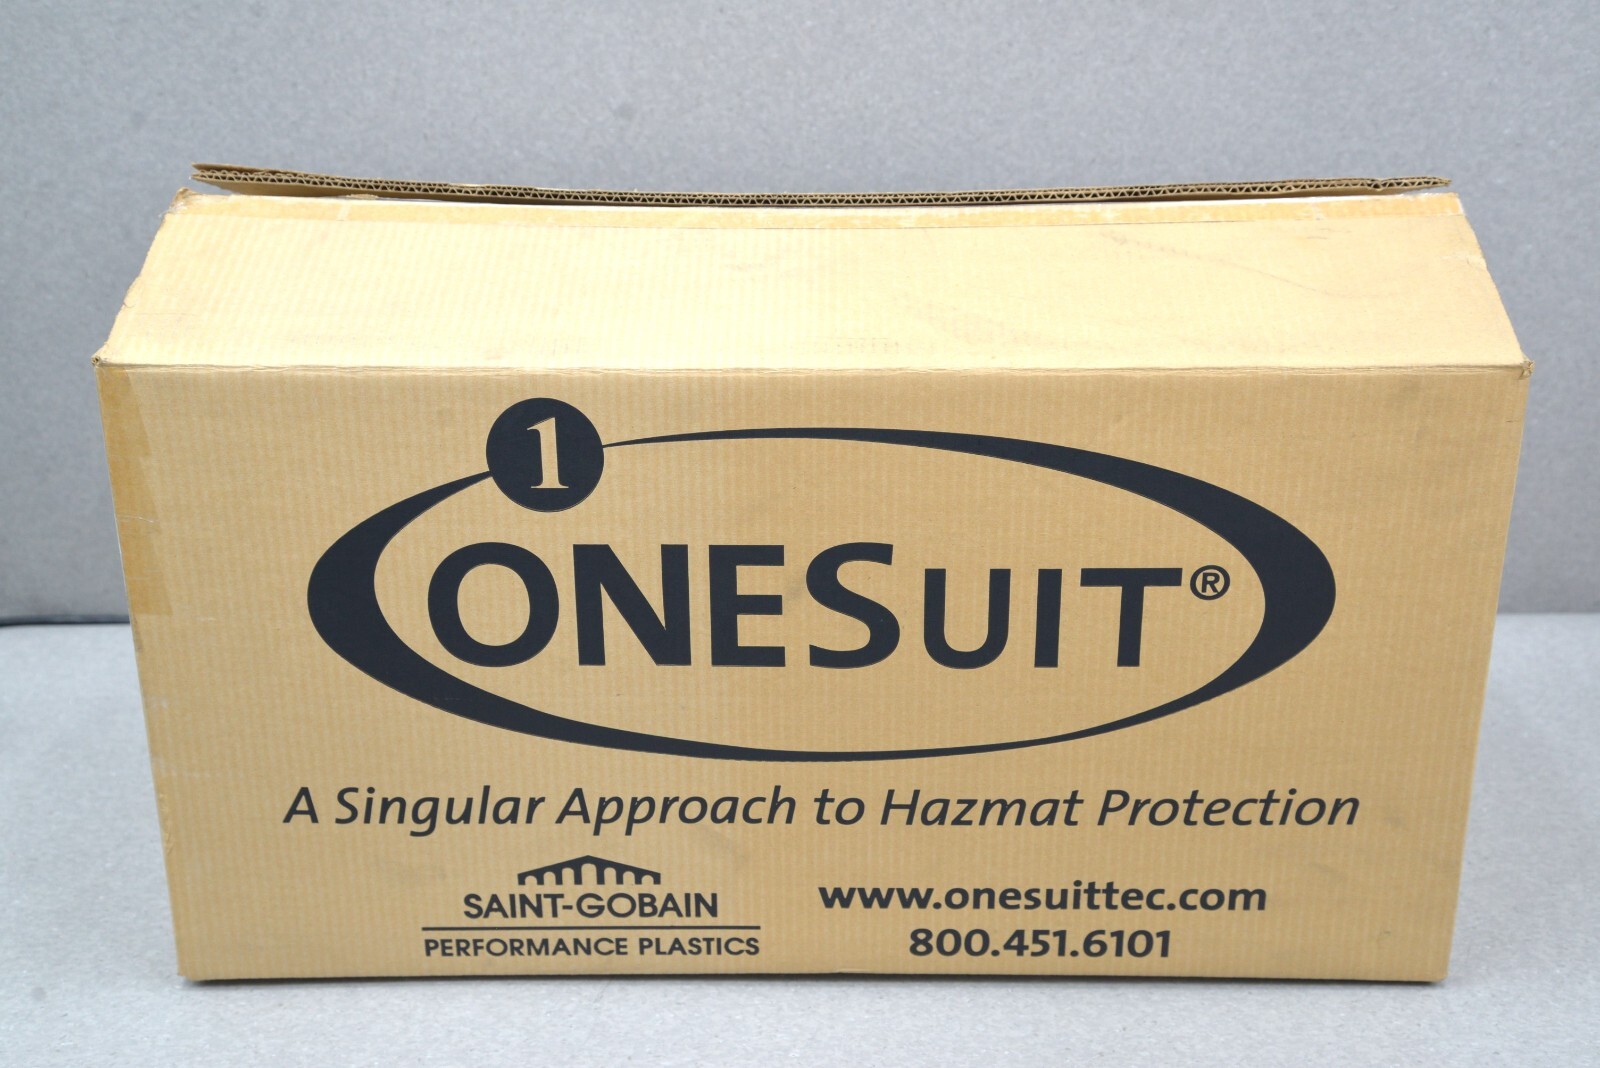 1
ONESUIT®
A Singular Approach to Hazmat Protection
SAINT-GOBAIN
PERFORMANCE PLASTICS
www.onesuittec.com
800.451.6101